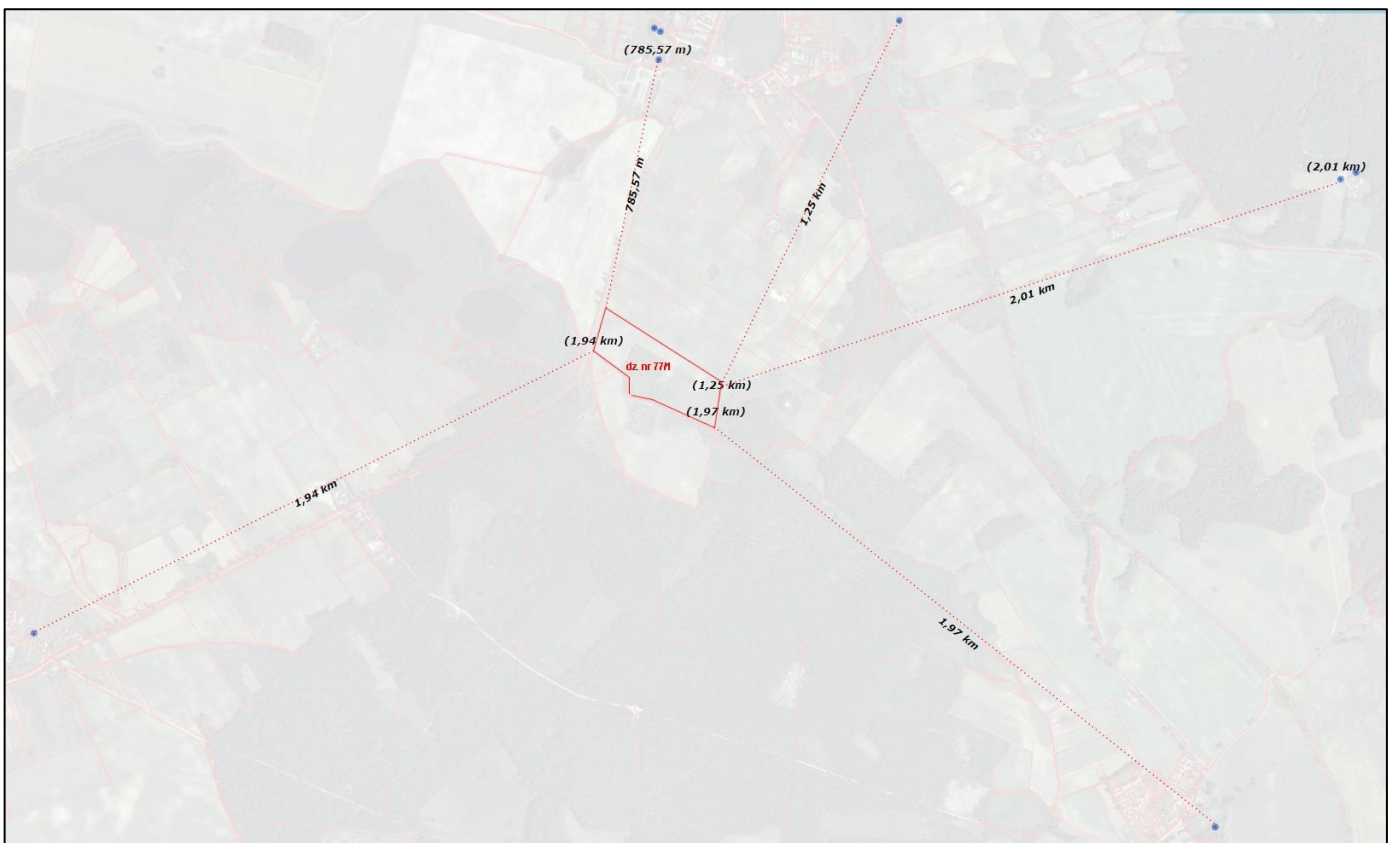 (785,57 m)
785,57 m
1,25 km
(2,01 km)
2,01 km
(1,94 km)
dz. nr 77/1
(1,25 km)
(1,97 km)
1,94 km
1,97 km